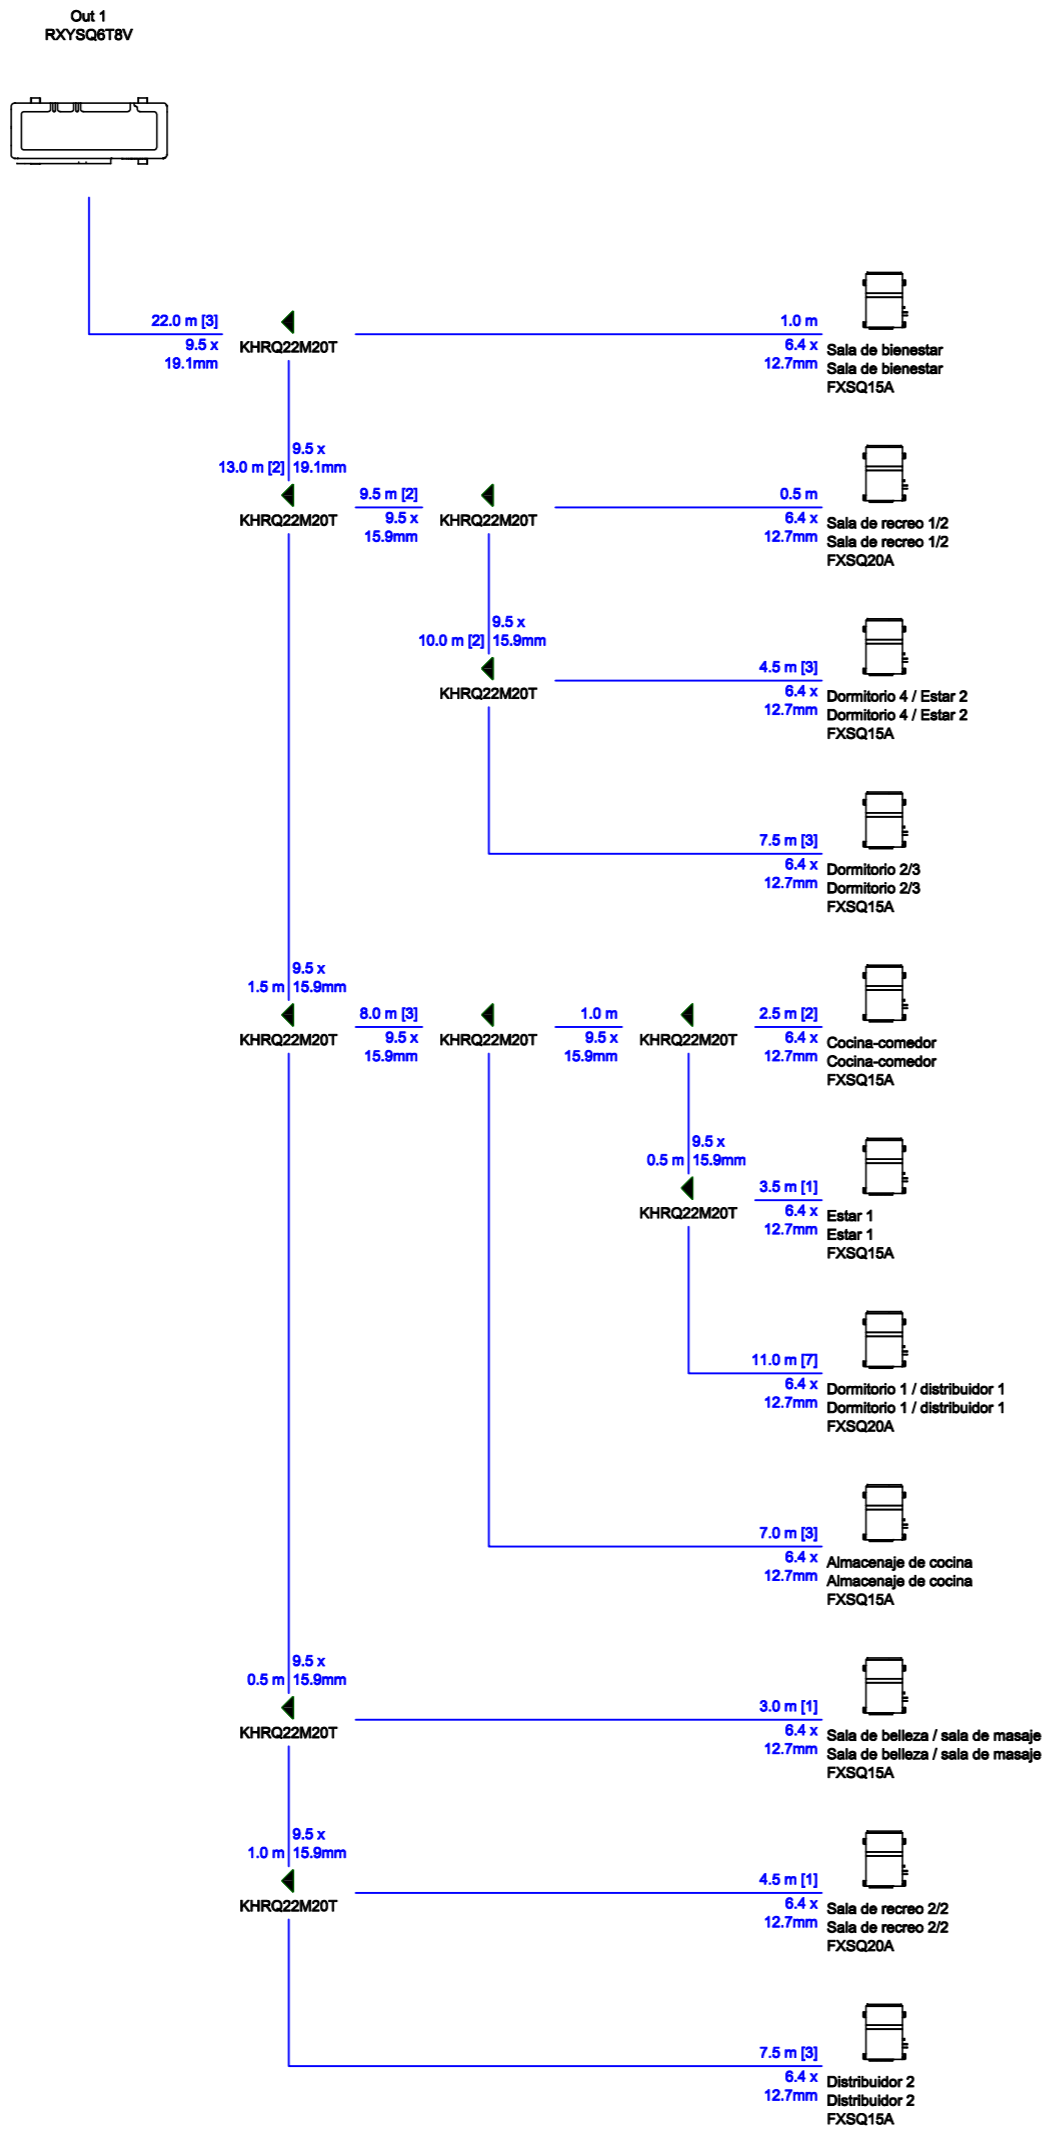 Out 1
RXYSQ6T8V
22.0 m [3]
9.5 x
19.1mm
KHRQ22M20T
1.0 m
6.4 x
12.7mm
Sala de bienestar
Sala de bienestar
FXSQ15A
9.5 x
13.0 m [2] 19.1mm
KHRQ22M20T
9.5 m [2]
9.5 x
15.9mm
KHRQ22M20T
0.5 m
6.4 x
12.7mm
Sala de recreo 1/2
Sala de recreo 1/2
FXSQ20A
9.5 x
10.0 m [2] 15.9mm
KHRQ22M20T
4.5 m [3]
6.4 x
12.7mm
Dormitorio 4 / Estar 2
Dormitorio 4 / Estar 2
FXSQ15A
7.5 m [3]
6.4 x
12.7mm
Dormitorio 2/3
Dormitorio 2/3
FXSQ15A
9.5 x
1.5 m 15.9mm
KHRQ22M20T
8.0 m [3]
9.5 x
15.9mm
KHRQ22M20T
1.0 m
9.5 x
15.9mm
KHRQ22M20T
2.5 m [2]
6.4 x
12.7mm
Cocina-comedor
Cocina-comedor
FXSQ15A
9.5 x
0.5 m 15.9mm
KHRQ22M20T
3.5 m [1]
6.4 x
12.7mm
Estar 1
Estar 1
FXSQ15A
11.0 m [7]
6.4 x
12.7mm
Dormitorio 1 / distribuidor 1
Dormitorio 1 / distribuidor 1
FXSQ20A
7.0 m [3]
6.4 x
12.7mm
Almacenaje de cocina
Almacenaje de cocina
FXSQ15A
9.5 x
0.5 m 15.9mm
KHRQ22M20T
3.0 m [1]
6.4 x
12.7mm
Sala de belleza / sala de masaje
Sala de belleza / sala de masaje
FXSQ15A
9.5 x
1.0 m 15.9mm
KHRQ22M20T
4.5 m [1]
6.4 x
12.7mm
Sala de recreo 2/2
Sala de recreo 2/2
FXSQ20A
7.5 m [3]
6.4 x
12.7mm
Distribuidor 2
Distribuidor 2
FXSQ15A